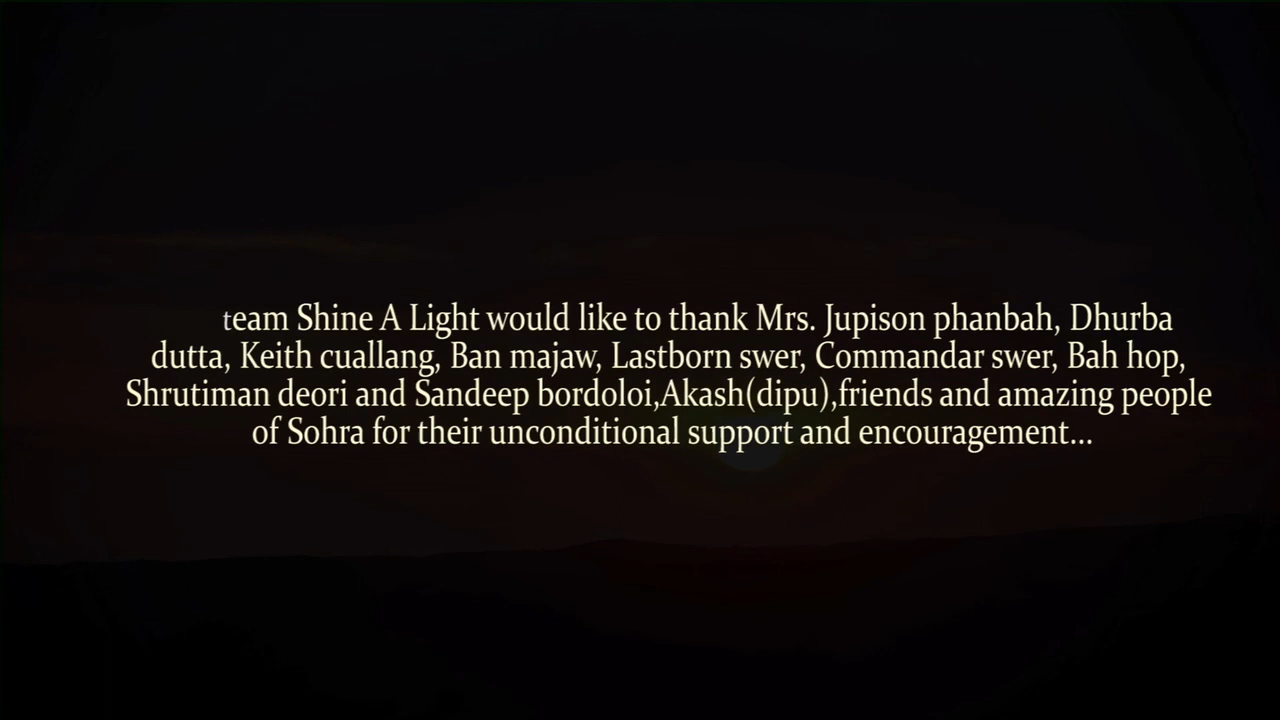 team Shine A Light would like to thank Mrs. Jupison phanbah, Dhurba
dutta, Keith cuallang, Ban majaw, Lastborn swer, Commandar swer, Bah hop,
Shrutiman deori and Sandeep bordoloi,Akash(dipu),friends and amazing people
of Sohra for their unconditional support and encouragement...